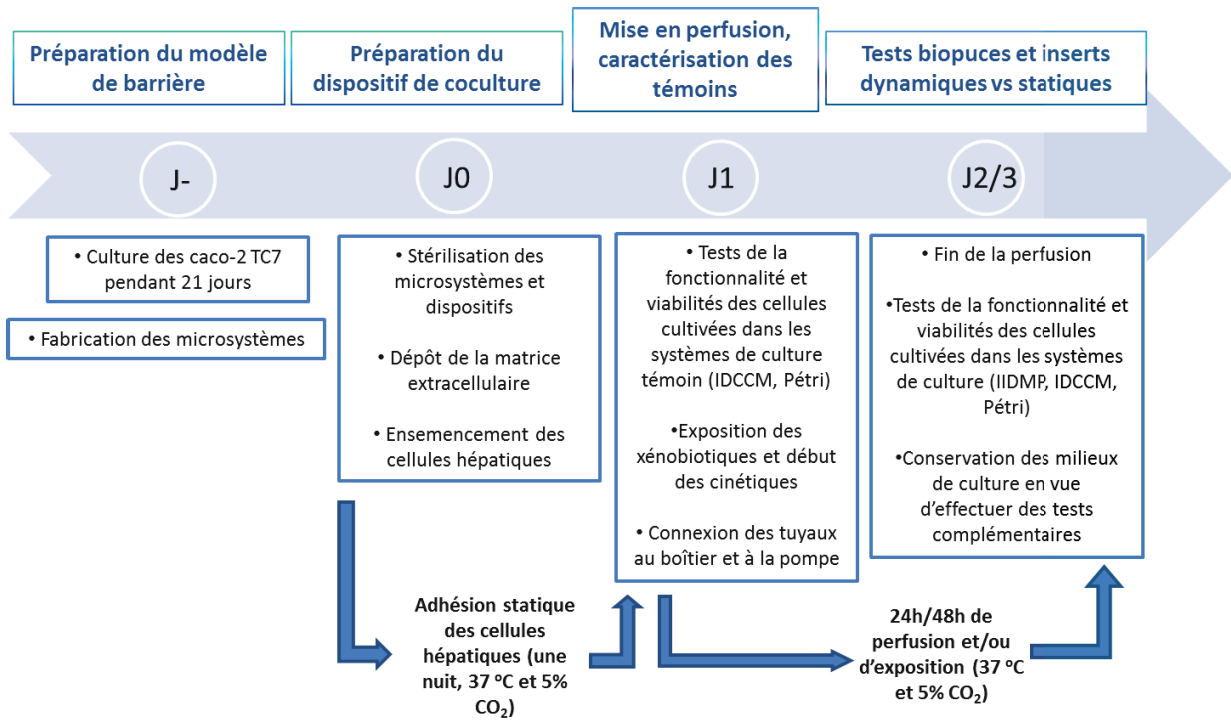 Préparation du modèle
de barrière
Préparation du
dispositif de coculture
Mise en perfusion,
caractérisation des
témoins
Tests biopuces et inserts
dynamiques vs statiques
J-
J0
J1
J2/3
• Culture des caco-2 TC7
pendant 21 jours
• Fabrication des microsystèmes
• Stérilisation des
microsystèmes et
dispositifs
• Dépôt de la matrice
extracellulaire
• Ensemencement des
cellules hépatiques
• Tests de la
fonctionnalité et
viabilités des cellules
cultivées dans les
systèmes de culture
témoin (IDCCM, Pétri)
•Exposition des
xénobiotiques et début
des cinétiques
• Connexion des tuyaux
au boîtier et à la pompe
• Fin de la perfusion
•Tests de la fonctionnalité et
viabilités des cellules
cultivées dans les systèmes
de culture (IIDMP, IDCCM,
Pétri)
•Conservation des milieux
de culture en vue
d'effectuer des tests
complémentaires
Adhésion statique
des cellules
hépatiques (une
nuit, 37 °C et 5%
CO₂)
24h/48h de
perfusion et/ou
d'exposition (37 °C
et 5% CO₂)